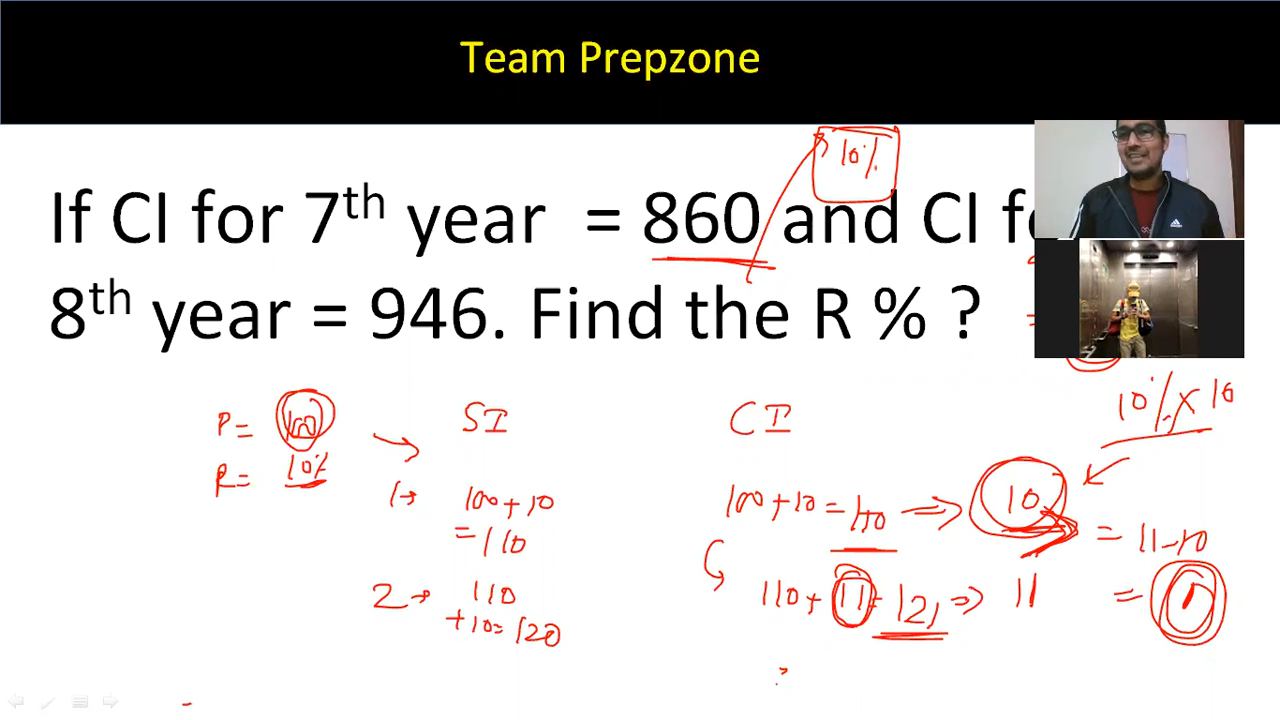 Team Prepzone
10%
If CI for 7th year = 860 and CI
8th year = 946. Find the R % ?
10% x 10
P = 100
R = 10%
SI
CI
1→ 100 + 10
= 110
100 + 10 = 110 ⇒ 10
= 11 - 10
2→ 110
+10 = 120
110 + 11 = 121 ⇒ 11
= 1